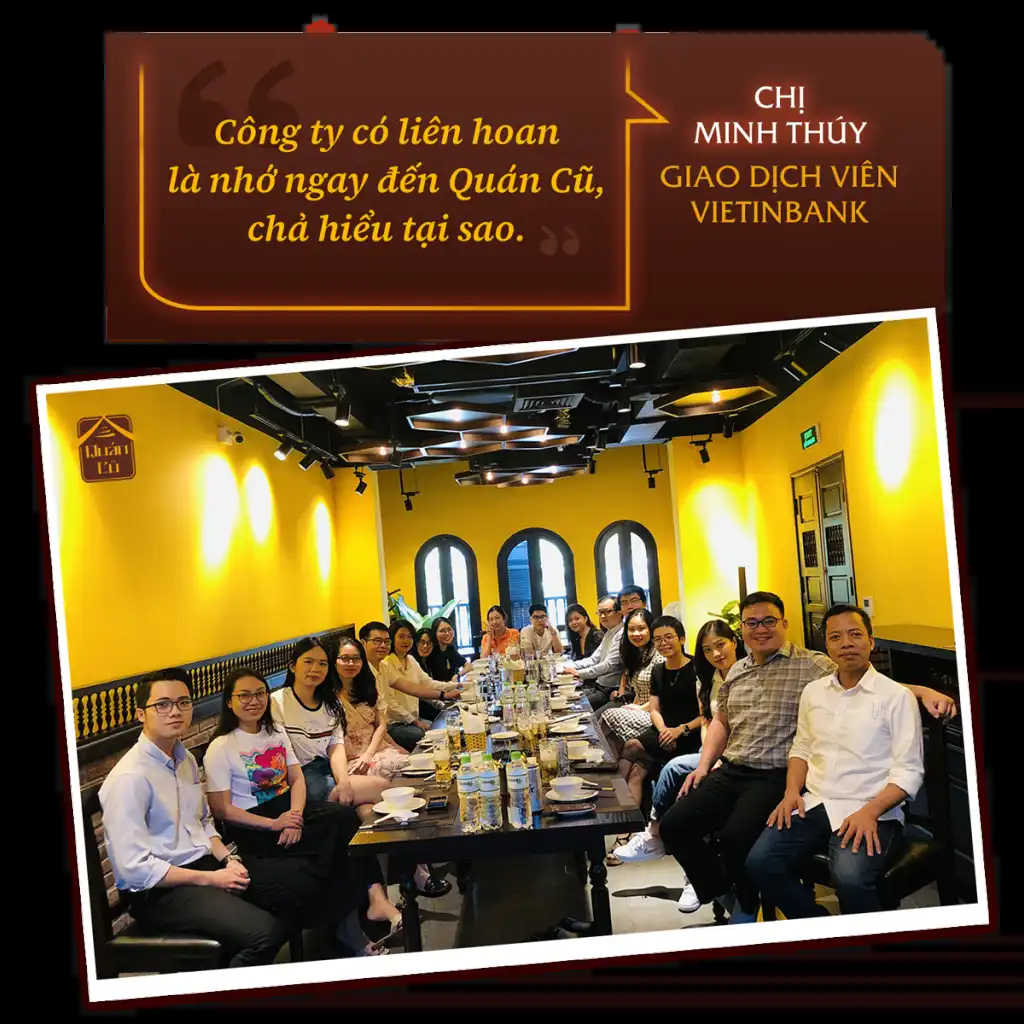 Công ty có liên hoan
là nhớ ngay đến Quán Cũ,
chả hiểu tại sao.
CHỊ
MINH THÚY
GIAO DỊCH VIÊN
VIETINBANK
Quán
Cũ